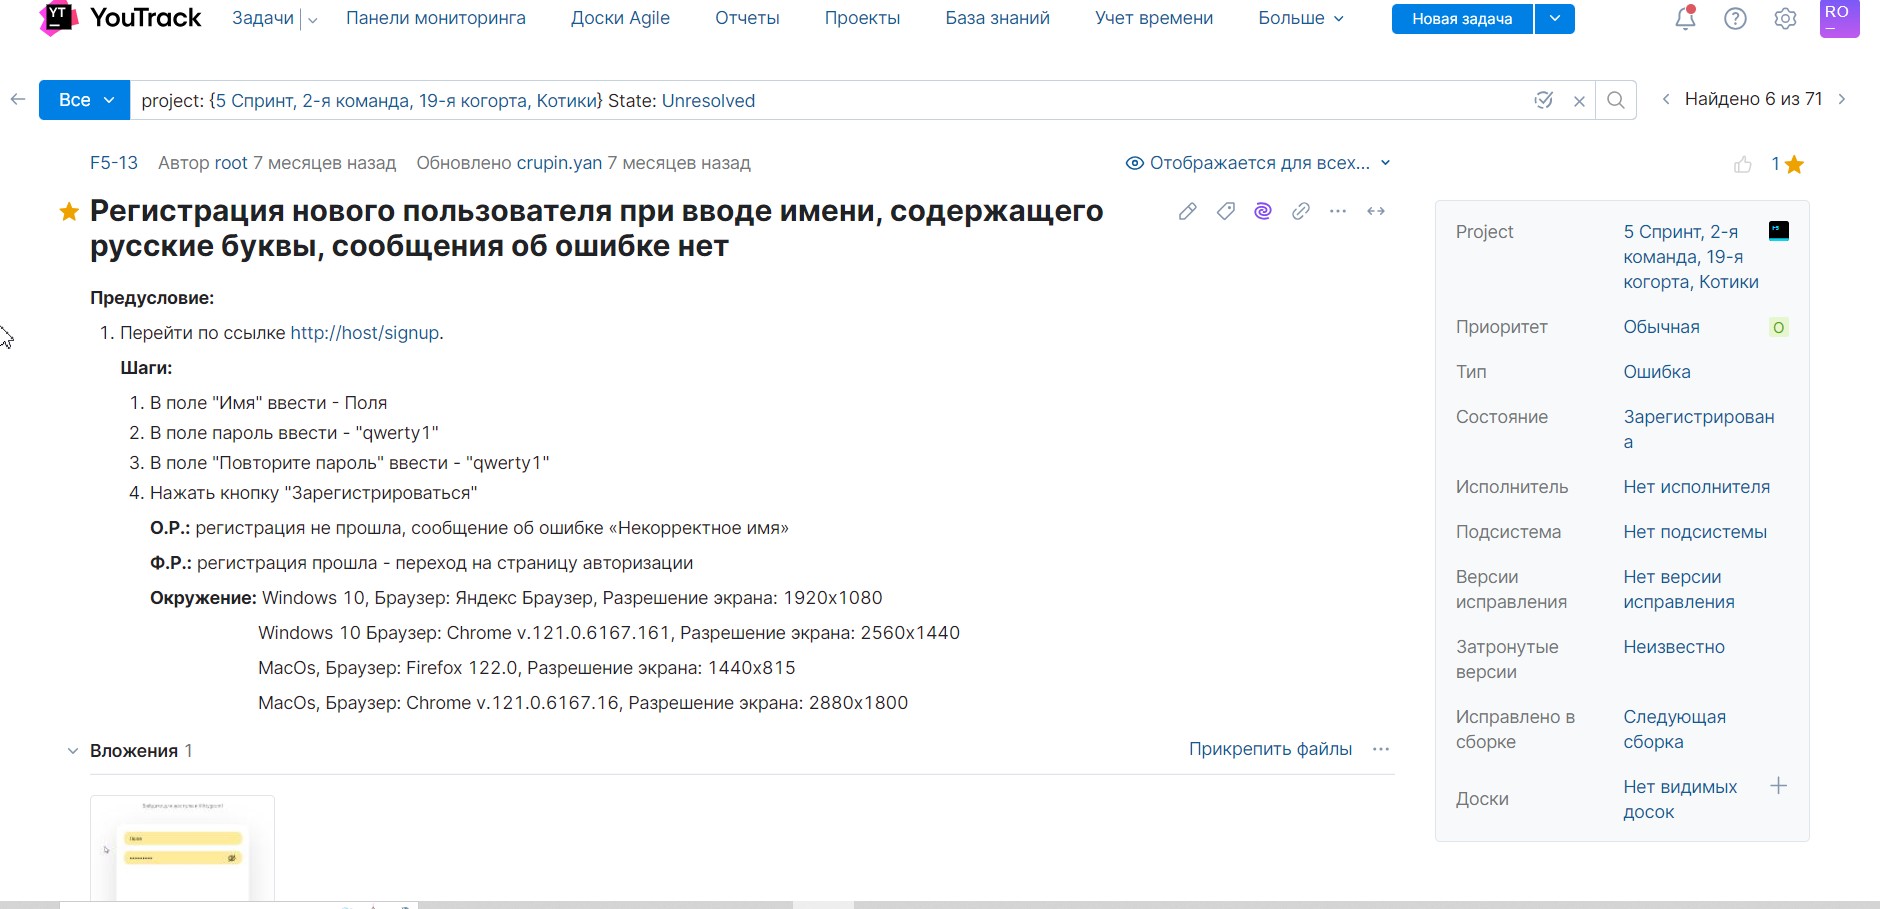 YT YouTrack Задачи Панели мониторинга Доски Agile Отчеты Проекты База знаний Учет времени Больше Новая задача RO
Все project: {5 Спринт, 2-я команда, 19-я когорта, Котики} State: Unresolved Найдено 6 из 71
F5-13 Автор root 7 месяцев назад Обновлено crupin.yan 7 месяцев назад Отображается для всех... 1
Регистрация нового пользователя при вводе имени, содержащего
русские буквы, сообщения об ошибке нет
Предусловие:
1. Перейти по ссылке http://host/signup.
Шаги:
1. В поле "Имя" ввести - Поля
2. В поле пароль ввести - "qwerty1"
3. В поле "Повторите пароль" ввести - "qwerty1"
4. Нажать кнопку "Зарегистрироваться"
О.Р.: регистрация не прошла, сообщение об ошибке «Некорректное имя»
Ф.Р.: регистрация прошла - переход на страницу авторизации
Окружение: Windows 10, Браузер: Яндекс Браузер, Разрешение экрана: 1920x1080
Windows 10 Браузер: Chrome v.121.0.6167.161, Разрешение экрана: 2560x1440
MacOs, Браузер: Firefox 122.0, Разрешение экрана: 1440x815
MacOs, Браузер: Chrome v.121.0.6167.16, Разрешение экрана: 2880x1800
Вложения 1 Прикрепить файлы
Project 5 Спринт, 2-я
команда, 19-я
когорта, Котики
Приоритет Обычная О
Тип Ошибка
Состояние Зарегистрирован
а
Исполнитель Нет исполнителя
Подсистема Нет подсистемы
Версии
исправления Нет версии
исправления
Затронутые
версии Неизвестно
Исправлено в
сборке Следующая
сборка
Доски Нет видимых
досок